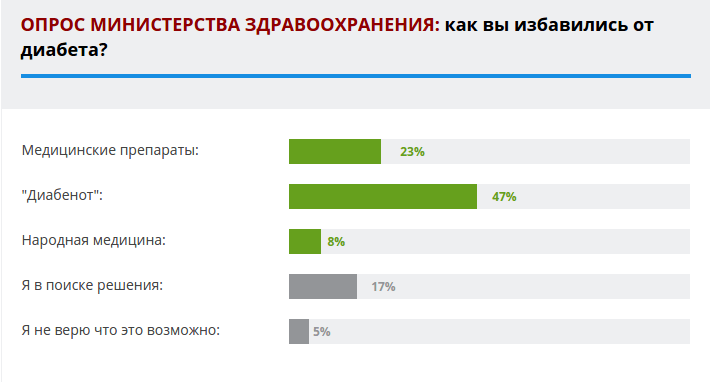 ОПРОС МИНИСТЕРСТВА ЗДРАВООХРАНЕНИЯ: как вы избавились от
диабета?
Медицинские препараты: 23%
"Диабенот": 47%
Народная медицина: 8%
Я в поиске решения: 17%
Я не верю что это возможно: 5%